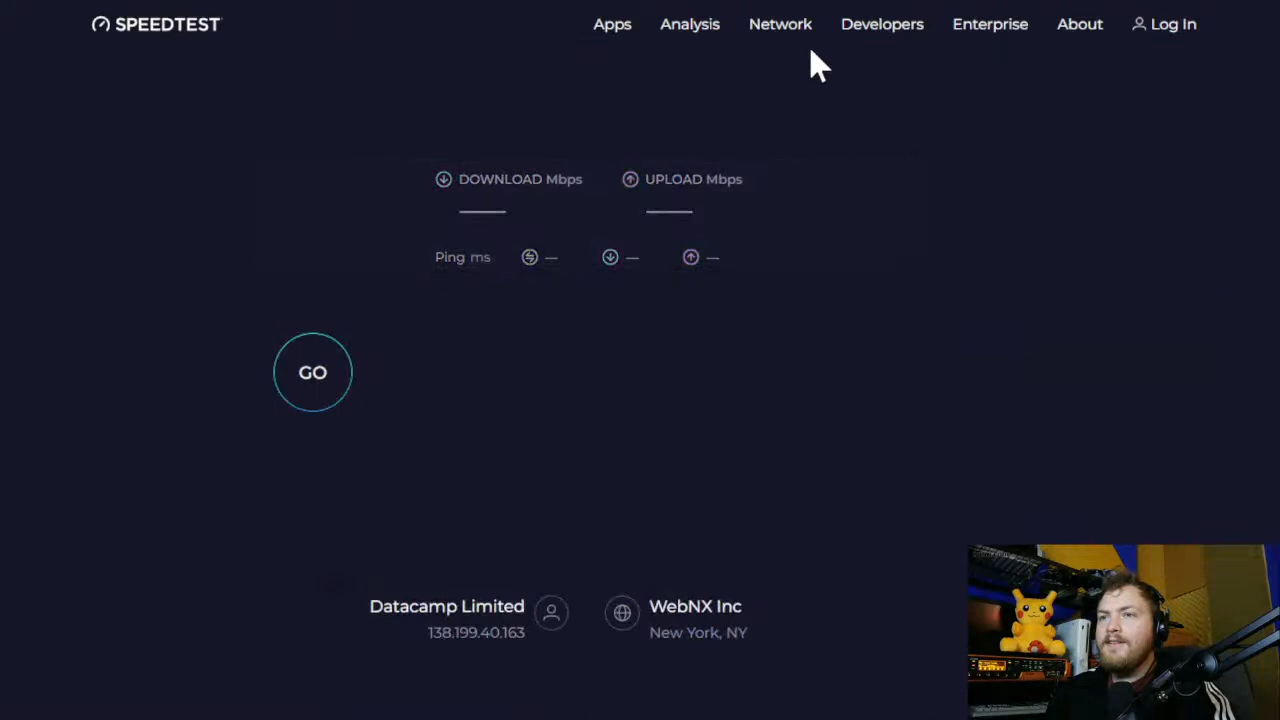 SPEEDTEST
Apps Analysis Network Developers Enterprise About Log In
DOWNLOAD Mbps UPLOAD Mbps
Ping ms — — —
GO
Datacamp Limited
138.199.40.163
WebNX Inc
New York, NY